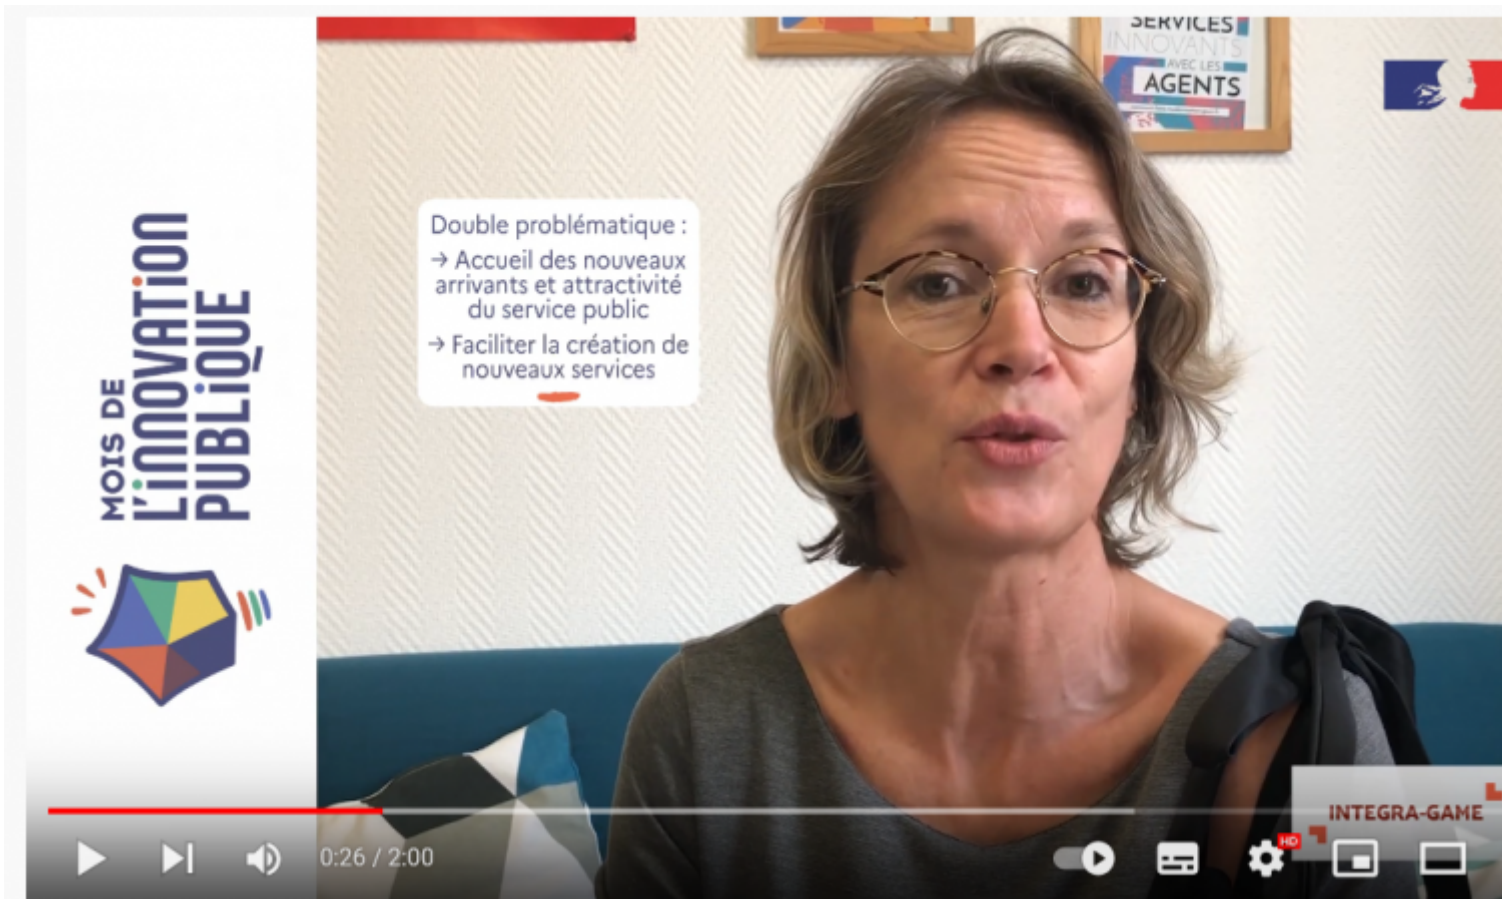 MOIS DE
L'iNNOVATiON
PUBLiQUE
SERVICES
INNOVANTS
AVEC LES
AGENTS
Double problématique :
→ Accueil des nouveaux
arrivants et attractivité
du service public
→ Faciliter la création de
nouveaux services
INTEGRA-GAME
0:26 / 2:00
HD